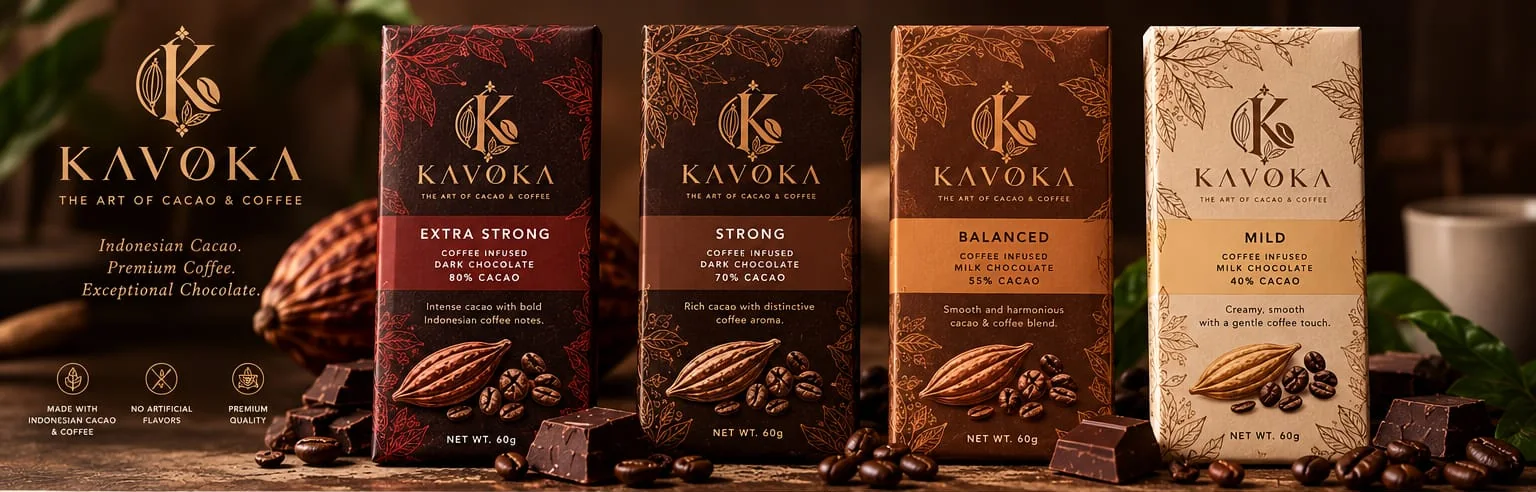 K
KAVØKA
THE ART OF CACAO & COFFEE
Indonesian Cacao.
Premium Coffee.
Exceptional Chocolate.
MADE WITH
INDONESIAN CACAO
& COFFEE
NO ARTIFICIAL
FLAVORS
PREMIUM
QUALITY
K
KAVØKA
THE ART OF CACAO & COFFEE
EXTRA STRONG
COFFEE INFUSED
DARK CHOCOLATE
80% CACAO
Intense cacao with bold
Indonesian coffee notes.
NET WT. 60g
K
KAVØKA
THE ART OF CACAO & COFFEE
STRONG
COFFEE INFUSED
DARK CHOCOLATE
70% CACAO
Rich cacao with distinctive
coffee aroma.
NET WT. 60g
K
KAVØKA
THE ART OF CACAO & COFFEE
BALANCED
COFFEE INFUSED
MILK CHOCOLATE
55% CACAO
Smooth and harmonious
cacao & coffee blend.
NET WT. 60g
K
KAVØKA
THE ART OF CACAO & COFFEE
MILD
COFFEE INFUSED
MILK CHOCOLATE
40% CACAO
Creamy, smooth
with a gentle coffee touch.
NET WT. 60g